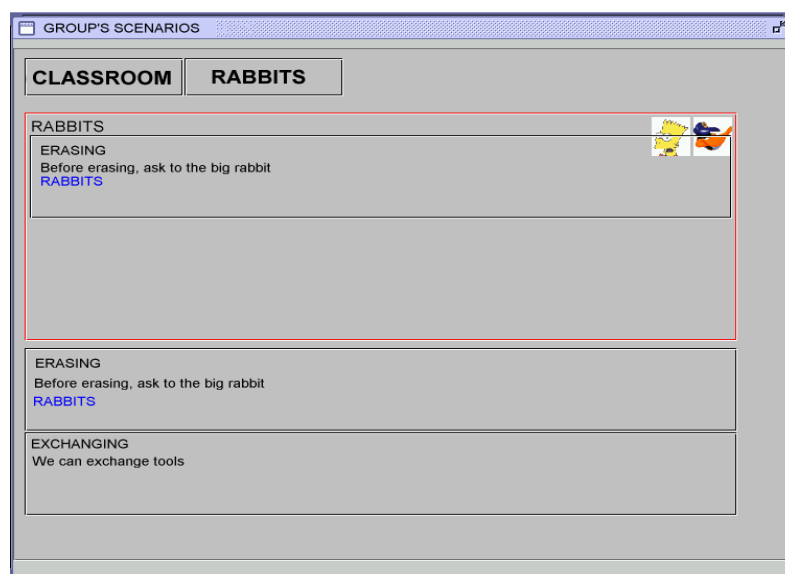 GROUP'S SCENARIOS
CLASSROOM RABBITS
RABBITS
ERASING
Before erasing, ask to the big rabbit
RABBITS
ERASING
Before erasing, ask to the big rabbit
RABBITS
EXCHANGING
We can exchange tools